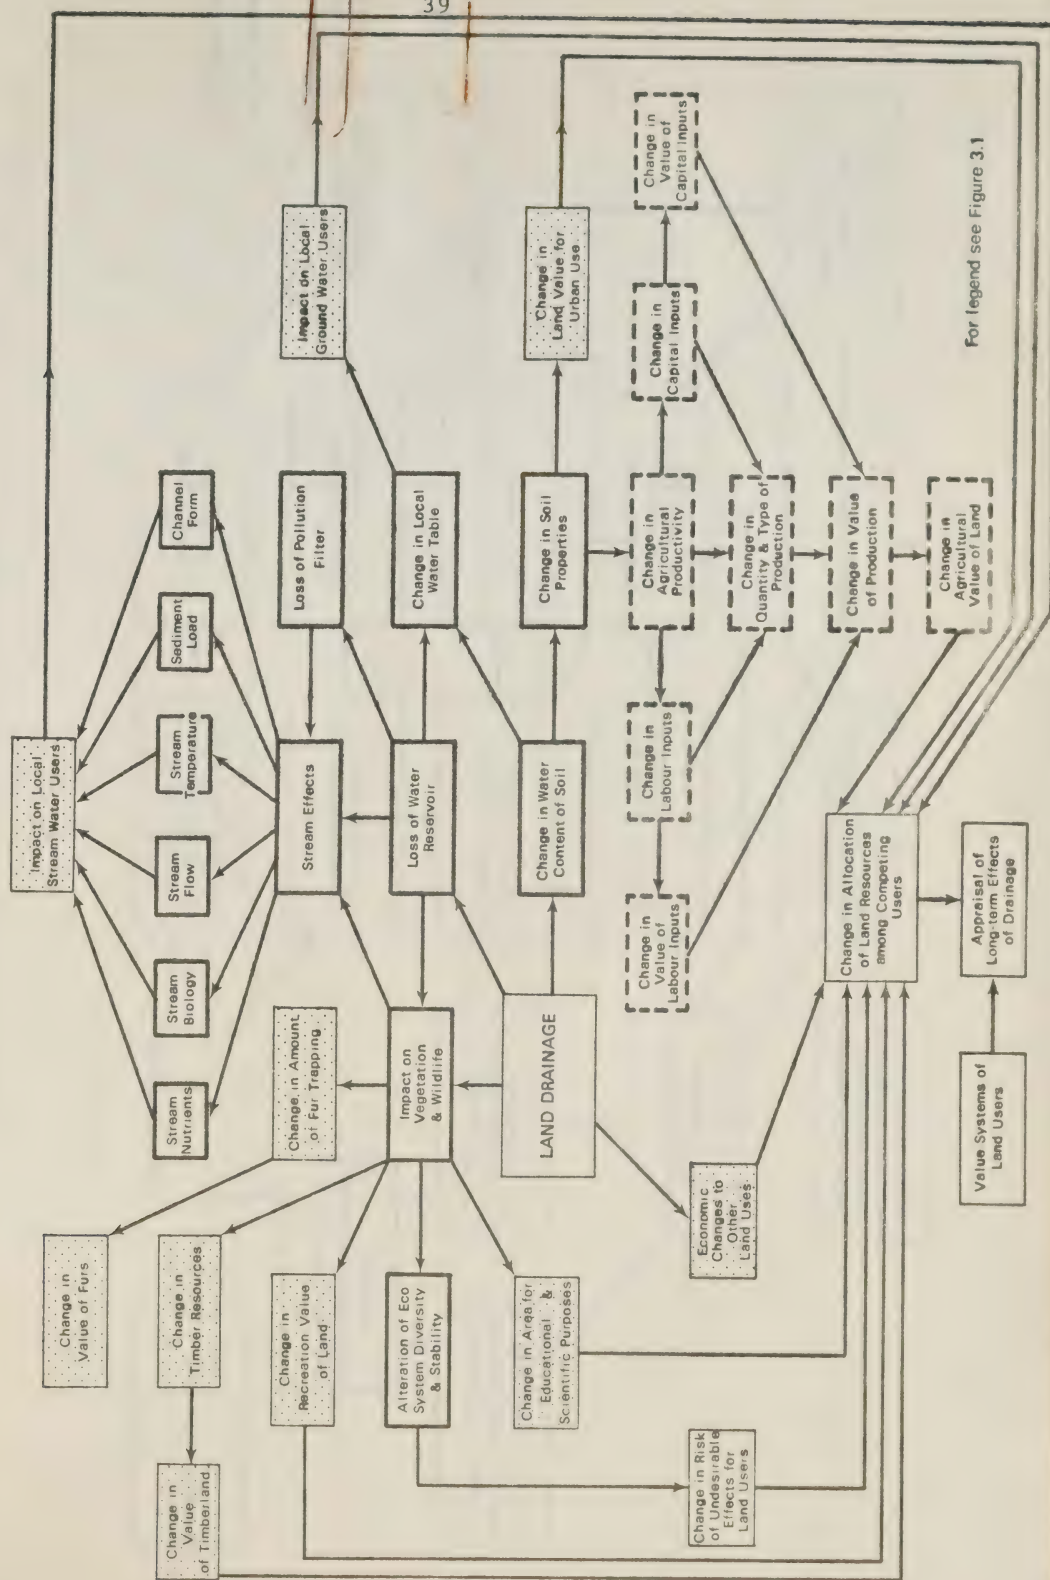 39
Impact on Local
Stream Water Users
Stream
Nutrients
Stream
Biology
Stream
Flow
Stream
Temperature
Sediment
Load
Channel
Form
Change in
Value of Furs
Change in Amount
of Fur Trapping
Stream Effects
Loss of Pollution
Filter
Impact on Local
Ground Water Users
Change in
Value
of Timberland
Change in
Timber Resources
Change in
Recreation Value
of Land
Impact on
Vegetation
& Wildlife
Loss of Water
Reservoir
Change in Local
Water Table
Alteration of Eco
System Diversity
& Stability
Change in Area for
Educational &
Scientific Purposes
LAND DRAINAGE
Change in Water
Content of Soil
Change in Soil
Properties
Change in
Land Value for
Urban Use
Change in
Value of
Labour Inputs
Change in
Labour Inputs
Change in
Agricultural
Productivity
Change in
Capital Inputs
Change in
Value of
Capital Inputs
Change in Risk
of Undesirable
Effects for
Land Users
Economic
Changes to
Other
Land Uses
Change in
Quantity & Type of
Production
Change in Value
of Production
Change in
Agricultural
Value of Land
Change in Allocation
of Land Resources
among Competing
Users
Value Systems of
Land Users
Appraisal of
Long-term Effects
of Drainage
For legend see Figure 3.1